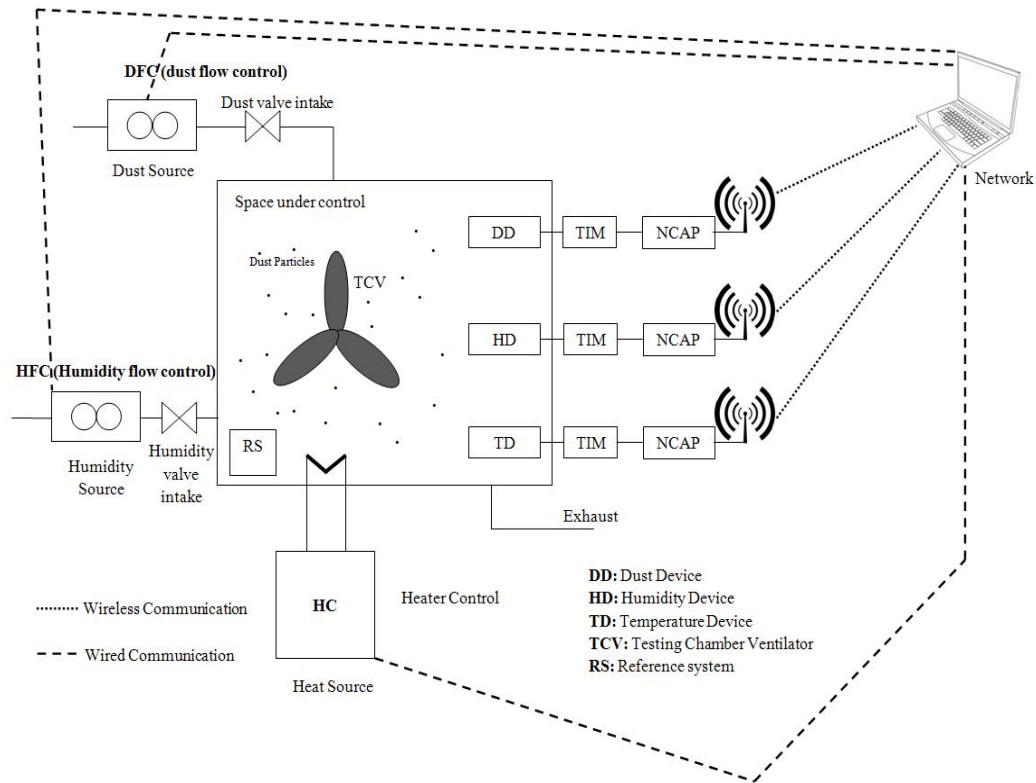 DFC (dust flow control)
Dust valve intake
Dust Source
Network
Space under control
Dust Particles
TCV
DD
TIM
NCAP
HD
TIM
NCAP
HFC (Humidity flow control)
TD
TIM
NCAP
RS
Humidity
Source
Humidity
valve
intake
Exhaust
HC
Heater Control
Heat Source
Wireless Communication
Wired Communication
DD: Dust Device
HD: Humidity Device
TD: Temperature Device
TCV: Testing Chamber Ventilator
RS: Reference system